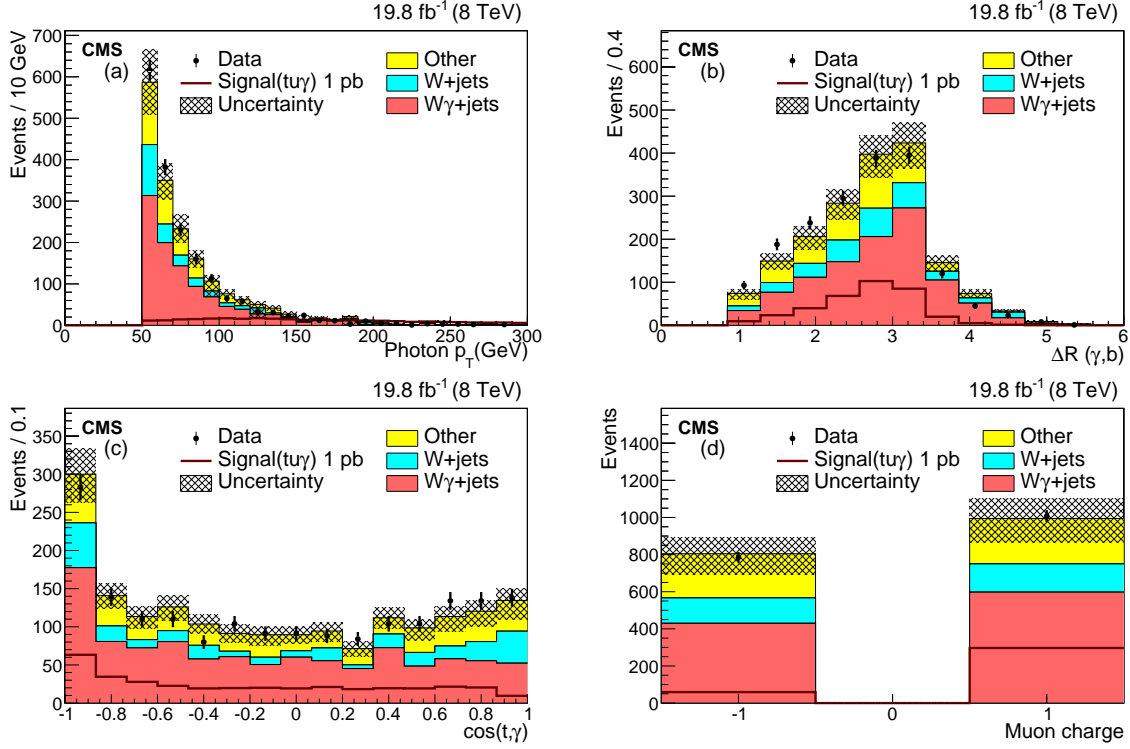 19.8 fb⁻¹ (8 TeV)
CMS
(a)
Data
Signal(tuγ) 1 pb
Uncertainty
Other
W+jets
Wγ+jets
Events / 10 GeV
700
600
500
400
300
200
100
0
0 50 100 150 200 250 300
Photon p_T(GeV)
19.8 fb⁻¹ (8 TeV)
CMS
(b)
Data
Signal(tuγ) 1 pb
Uncertainty
Other
W+jets
Wγ+jets
Events / 0.4
600
500
400
300
200
100
0
0 1 2 3 4 5 6
ΔR (γ,b)
19.8 fb⁻¹ (8 TeV)
CMS
(c)
Data
Signal(tuγ) 1 pb
Uncertainty
Other
W+jets
Wγ+jets
Events / 0.1
350
300
250
200
150
100
50
0
-1 -0.8 -0.6 -0.4 -0.2 0 0.2 0.4 0.6 0.8 1
cos(t,γ)
19.8 fb⁻¹ (8 TeV)
CMS
(d)
Data
Signal(tuγ) 1 pb
Uncertainty
Other
W+jets
Wγ+jets
Events
1400
1200
1000
800
600
400
200
0
-1 0 1
Muon charge